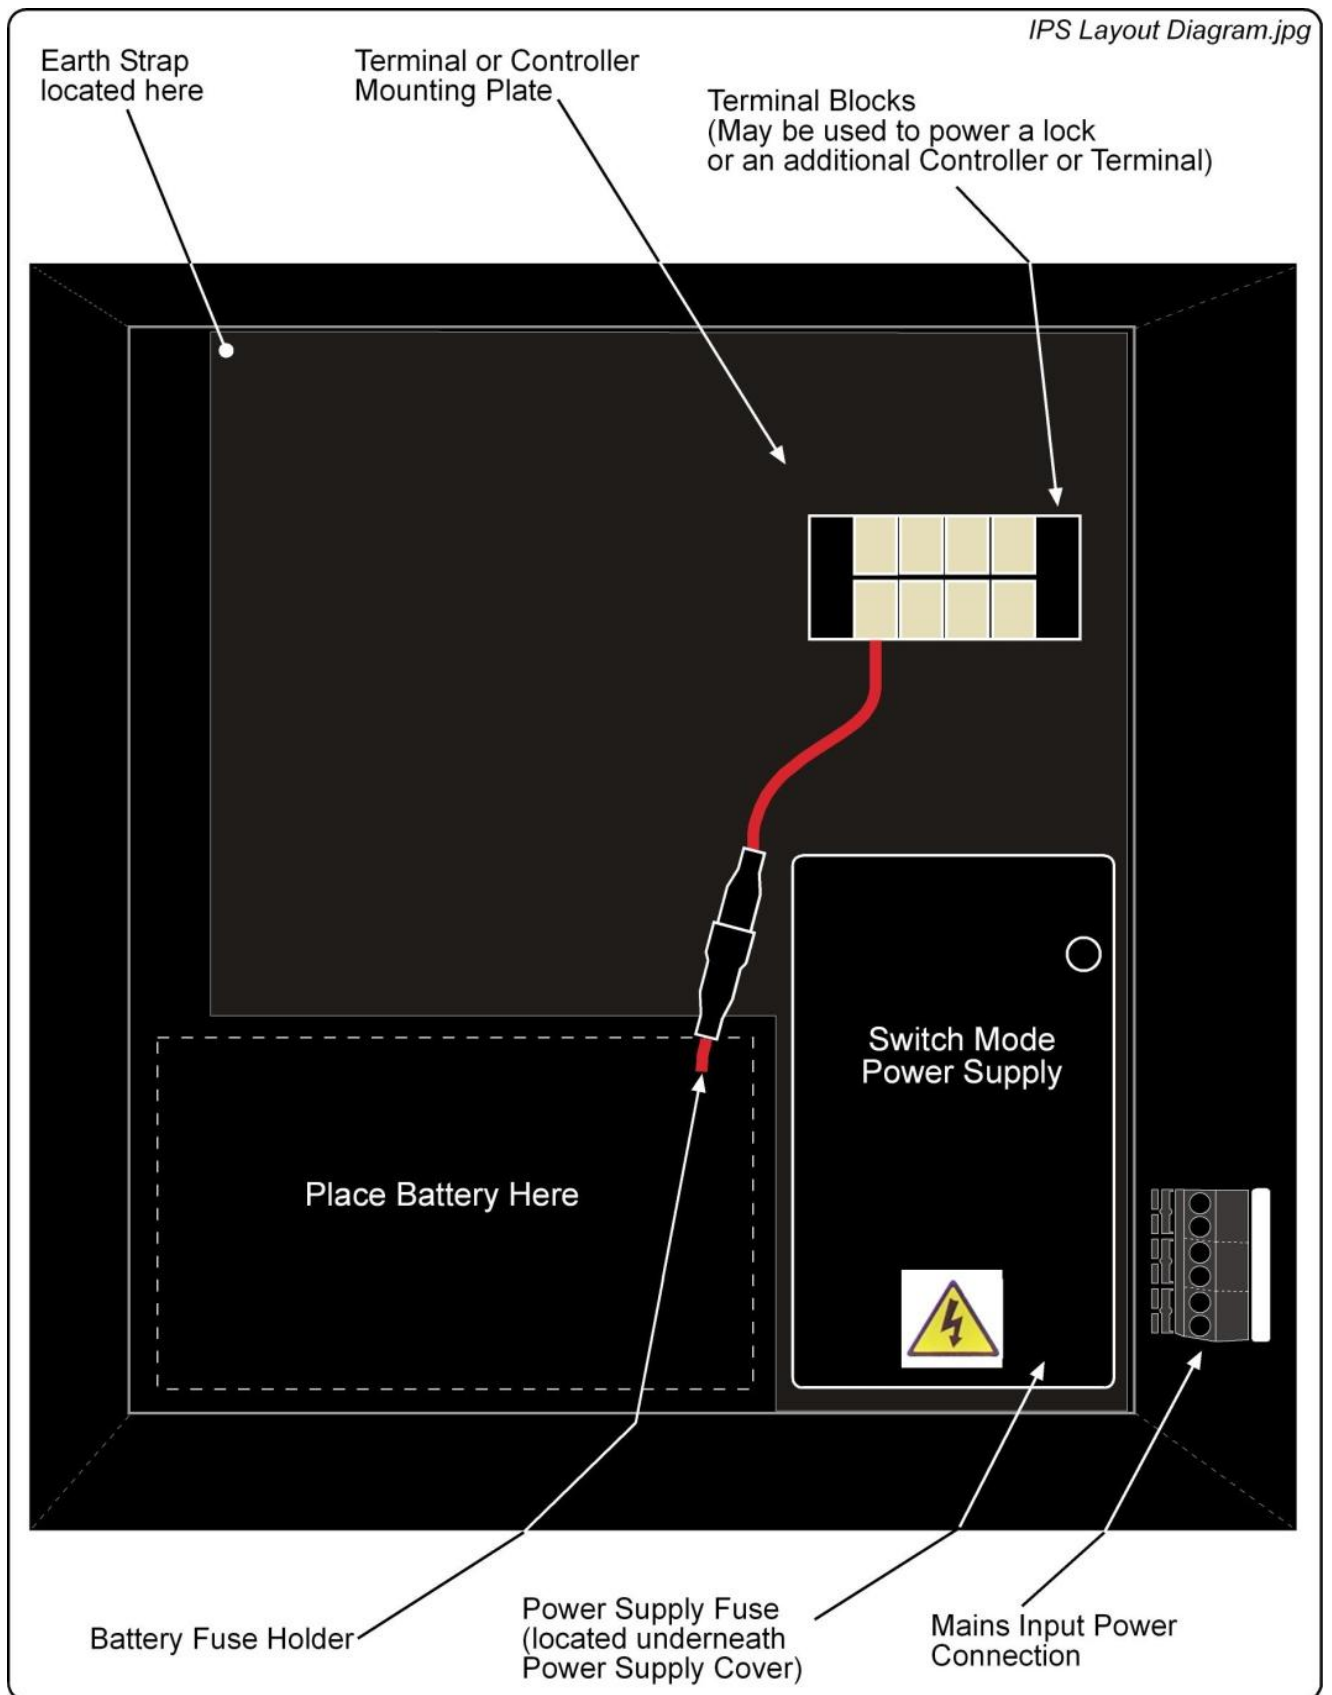 IPS Layout Diagram.jpg
Earth Strap
located here
Terminal or Controller
Mounting Plate
Terminal Blocks
(May be used to power a lock
or an additional Controller or Terminal)
Switch Mode
Power Supply
Place Battery Here
Battery Fuse Holder
Power Supply Fuse
(located underneath
Power Supply Cover)
Mains Input Power
Connection